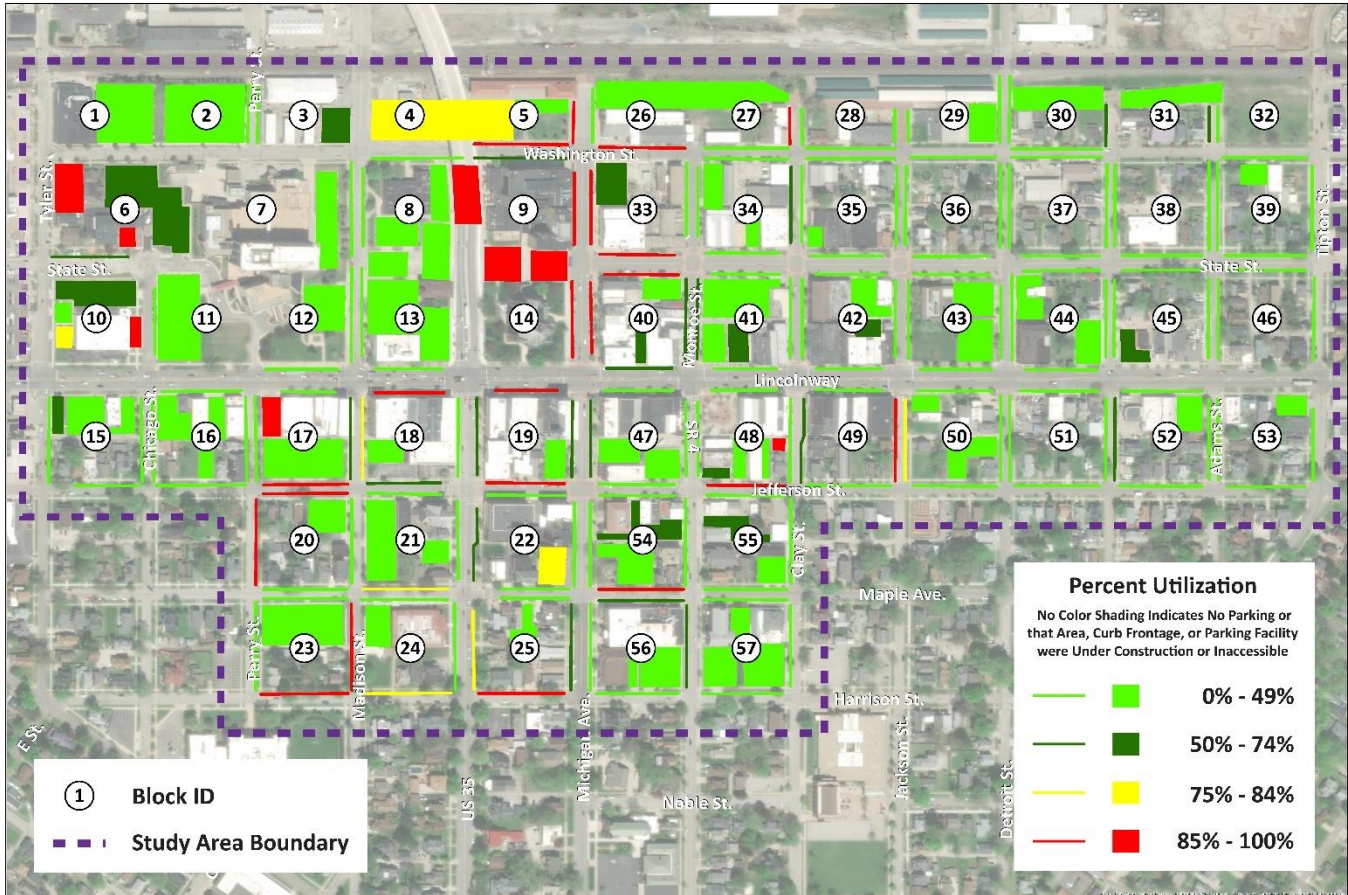 Perry St.
1 2 3 4 5 26 27 28 29 30 31 32
Washington St
Tyler St.
6 7 8 9 33 34 35 36 37 38 39
Tipton St.
State St.
State St.
10 11 12 13 14 40 41 42 43 44 45 46
Monroe St.
Lincolnway
Chicago St.
15 16 17 18 19 47 48 49 50 51 52 53
SR 4
Adams St.
Jefferson St.
20 21 22 54 55
Clay St.
Maple Ave.
Perry St.
23 24 25 56 57
Madison St.
Harrison St.
E St.
US 35
Michigan Ave.
Noble St.
Jackson St.
Detroit St.
1 Block ID
Study Area Boundary
Percent Utilization
No Color Shading Indicates No Parking or
that Area, Curb Frontage, or Parking Facility
were Under Construction or Inaccessible
0% - 49%
50% - 74%
75% - 84%
85% - 100%